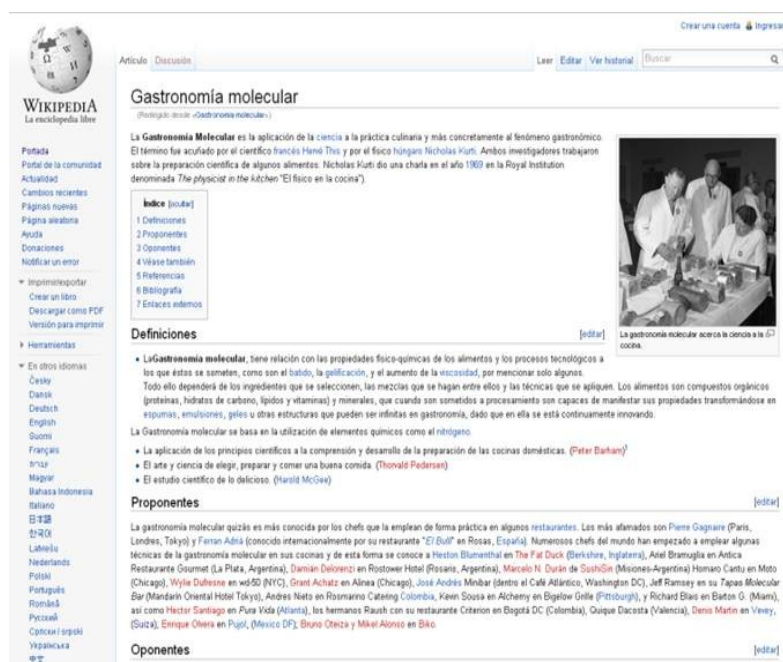 Crear una cuenta Ingresar
WIKIPEDIA
La enciclopedia libre
Artículo Discusión
Leer Editar Ver historial Buscar
Gastronomía molecular
(Redirigido desde «Gastronomia molecular»)
La Gastronomía Molecular es la aplicación de la ciencia a la práctica culinaria y más concretamente al fenómeno gastronómico.
El término fue acuñado por el científico francés Hervé This y por el físico húngaro Nicholas Kurti. Ambos investigadores trabajaron
sobre la preparación científica de algunos alimentos: Nicholas Kurti dio una charla en el año 1969 en la Royal Institution
denominada The physicist in the kitchen "El físico en la cocina").
Portada
Portal de la comunidad
Actualidad
Cambios recientes
Páginas nuevas
Página aleatoria
Ayuda
Donaciones
Notificar un error
Imprimir/exportar
Crear un libro
Descargar como PDF
Versión para imprimir
Herramientas
En otros idiomas
Česky
Dansk
Deutsch
English
Suomi
Français
עברית
Magyar
Bahasa Indonesia
Italiano
日本語
한국어
Latviešu
Nederlands
Polski
Português
Română
Русский
Српски / srpski
Українська
中文
Índice [ocultar]
1 Definiciones
2 Proponentes
3 Oponentes
4 Véase también
5 Referencias
6 Bibliografía
7 Enlaces externos
La gastronomía molecular acerca la ciencia a la
cocina.
Definiciones [editar]
LaGastronomía molecular, tiene relación con las propiedades físico-químicas de los alimentos y los procesos tecnológicos a
los que éstos se someten, como son el batido, la gelificación, y el aumento de la viscosidad, por mencionar solo algunos.
Todo ello dependerá de los ingredientes que se seleccionen, las mezclas que se hagan entre ellos y las técnicas que se apliquen. Los alimentos son compuestos orgánicos
(proteínas, hidratos de carbono, lípidos y vitaminas) y minerales, que cuando son sometidos a procesamiento son capaces de manifestar sus propiedades transformándose en
espumas, emulsiones, geles u otras estructuras que pueden ser infinitas en gastronomía, dado que en ella se está continuamente innovando.
La Gastronomía molecular se basa en la utilización de elementos químicos como el nitrógeno.
La aplicación de los principios científicos a la comprensión y desarrollo de la preparación de las cocinas domésticas. (Peter Barham)1
El arte y ciencia de elegir, preparar y comer una buena comida. (Thorvald Pedersen)
El estudio científico de lo delicioso. (Harold McGee)
Proponentes [editar]
La gastronomía molecular quizás es más conocida por los chefs que la emplean de forma práctica en algunos restaurantes. Los más afamados son Pierre Gagnaire (Paris,
Londres, Tokyo) y Ferran Adrià (conocido internacionalmente por su restaurante "El Bulli" en Rosas, España). Numerosos chefs del mundo han empezado a emplear algunas
técnicas de la gastronomía molecular en sus cocinas y de esta forma se conoce a Heston Blumenthal en The Fat Duck (Berkshire, Inglaterra), Ariel Bramuglia en Antica
Restaurante Gourmet (La Plata, Argentina), Damian Delorenzi en Rostower Hotel (Rosario, Argentina), Marcelo N. Durán de SushiSin (Misiones-Argentina) Homaro Cantu en Moto
(Chicago), Wylie Dufresne en wd-50 (NYC), Grant Achatz en Alinea (Chicago), José Andrés Minibar (dentro el Café Atlántico, Washington DC), Jeff Ramsey en su Tapas Molecular
Bar (Mandarin Oriental Hotel Tokyo), Andres Neto en Rosmarino Catering Colombia, Kevin Sousa en Alchemy en Bigelow Grille (Pittsburgh), y Richard Blais en Barton G. (Miami),
así como Hector Santiago en Pura Vida (Atlanta), los hermanos Raush con su restaurante Criterion en Bogotá DC (Colombia), Quique Dacosta (Valencia), Denis Martin en Vevey,
(Suiza), Enrique Olvera en Pujol, (Mexico DF); Bruno Oteiza y Mikel Alonso en Biko.
Oponentes [editar]